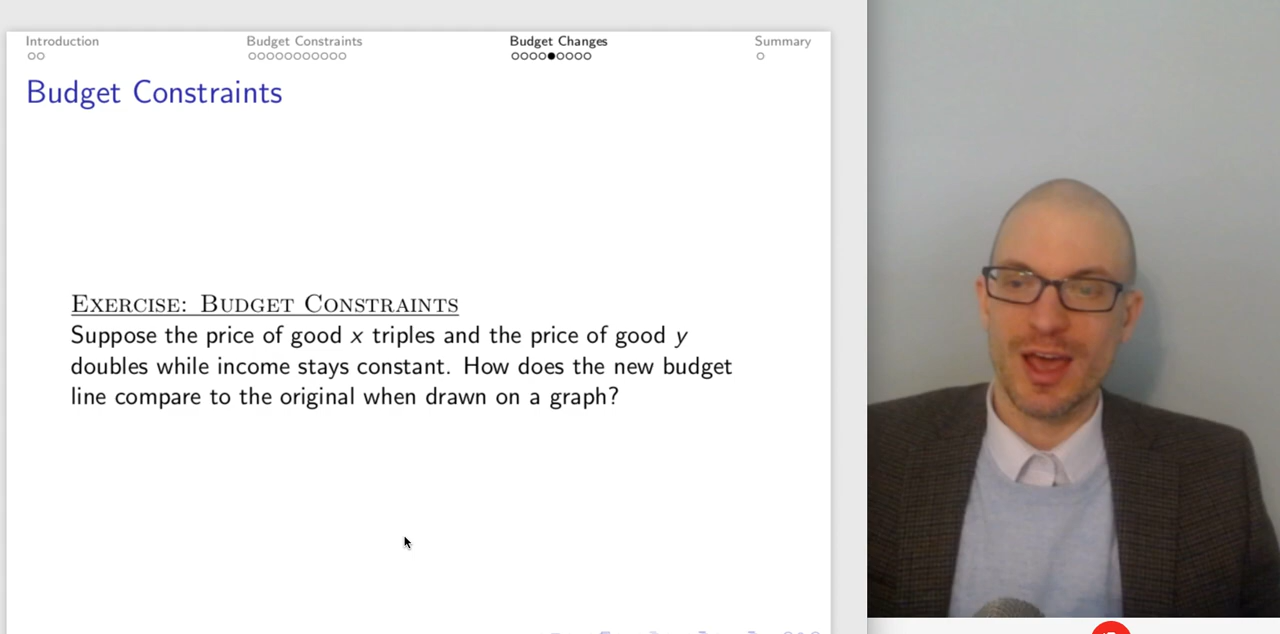 Introduction Budget Constraints Budget Changes Summary
Budget Constraints
EXERCISE: BUDGET CONSTRAINTS
Suppose the price of good x triples and the price of good y
doubles while income stays constant. How does the new budget
line compare to the original when drawn on a graph?